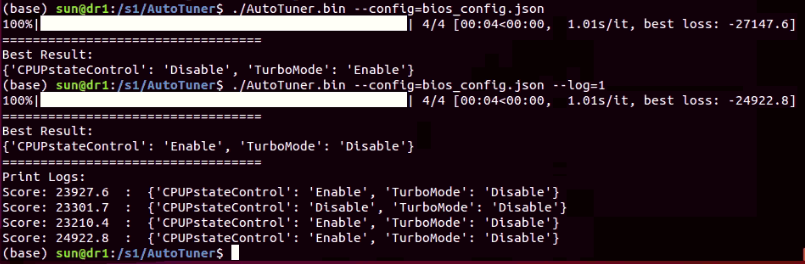 (base) sun@dr1:/s1/AutoTuner$ ./AutoTuner.bin --config=bios_config.json
100%| | 4/4 [00:04<00:00,  1.01s/it, best loss: -27147.6]
==================================
Best Result:
{'CPUPstateControl': 'Disable', 'TurboMode': 'Enable'}
(base) sun@dr1:/s1/AutoTuner$ ./AutoTuner.bin --config=bios_config.json --log=1
100%| | 4/4 [00:04<00:00,  1.01s/it, best loss: -24922.8]
==================================
Best Result:
{'CPUPstateControl': 'Enable', 'TurboMode': 'Disable'}
==================================
Print Logs:
Score: 23927.6  :  {'CPUPstateControl': 'Enable', 'TurboMode': 'Disable'}
Score: 23301.7  :  {'CPUPstateControl': 'Disable', 'TurboMode': 'Disable'}
Score: 23210.4  :  {'CPUPstateControl': 'Enable', 'TurboMode': 'Disable'}
Score: 24922.8  :  {'CPUPstateControl': 'Enable', 'TurboMode': 'Disable'}
(base) sun@dr1:/s1/AutoTuner$